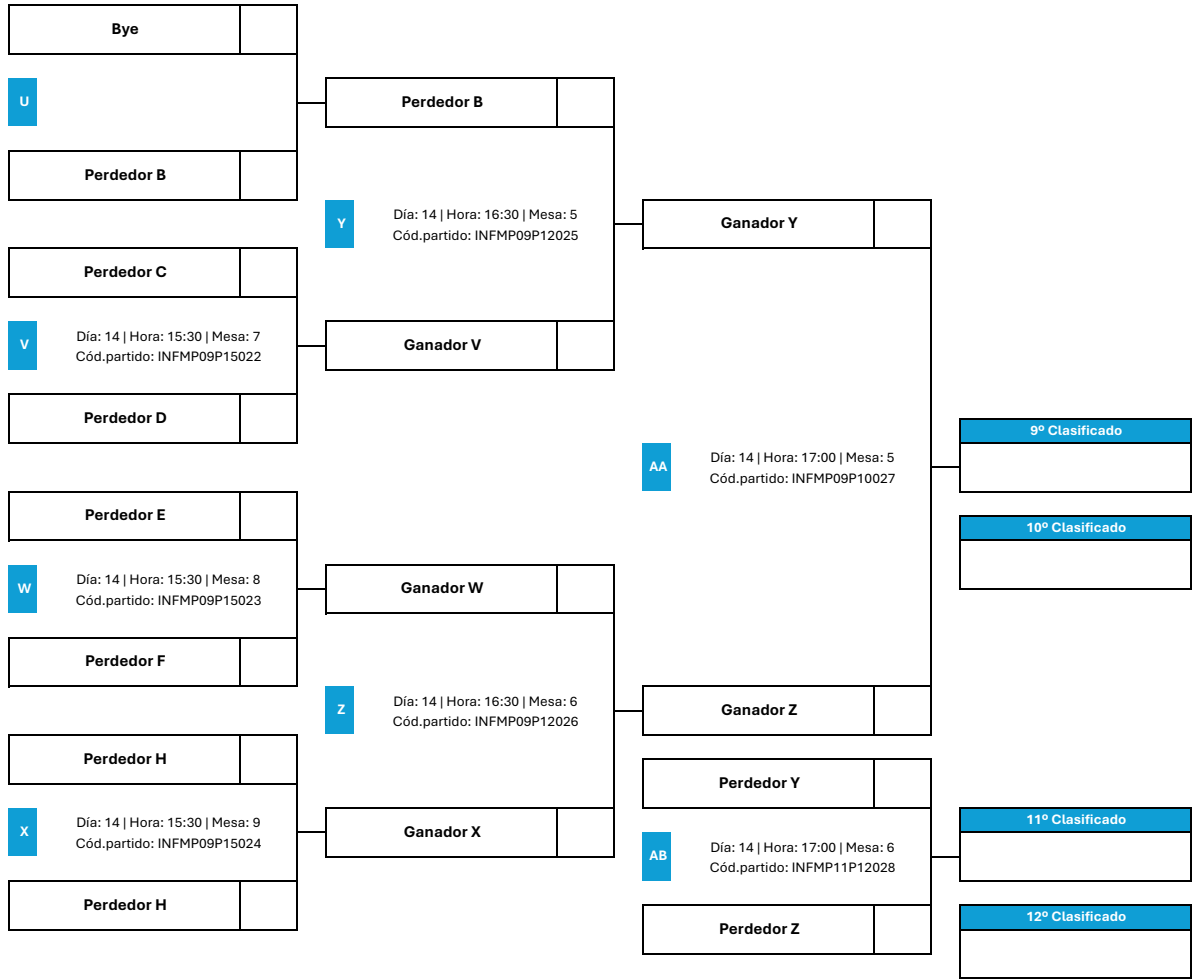 Bye
U
Perdedor B
Perdedor C
V
Día: 14 | Hora: 15:30 | Mesa: 7
Cód.partido: INFMP09P15022
Perdedor D
Perdedor E
W
Día: 14 | Hora: 15:30 | Mesa: 8
Cód.partido: INFMP09P15023
Perdedor F
Perdedor H
X
Día: 14 | Hora: 15:30 | Mesa: 9
Cód.partido: INFMP09P15024
Perdedor H
Perdedor B
Y
Día: 14 | Hora: 16:30 | Mesa: 5
Cód.partido: INFMP09P12025
Ganador V
Ganador W
Z
Día: 14 | Hora: 16:30 | Mesa: 6
Cód.partido: INFMP09P12026
Ganador X
Ganador Y
AA
Día: 14 | Hora: 17:00 | Mesa: 5
Cód.partido: INFMP09P10027
Ganador Z
Perdedor Y
AB
Día: 14 | Hora: 17:00 | Mesa: 6
Cód.partido: INFMP11P12028
Perdedor Z
9º Clasificado
10º Clasificado
11º Clasificado
12º Clasificado